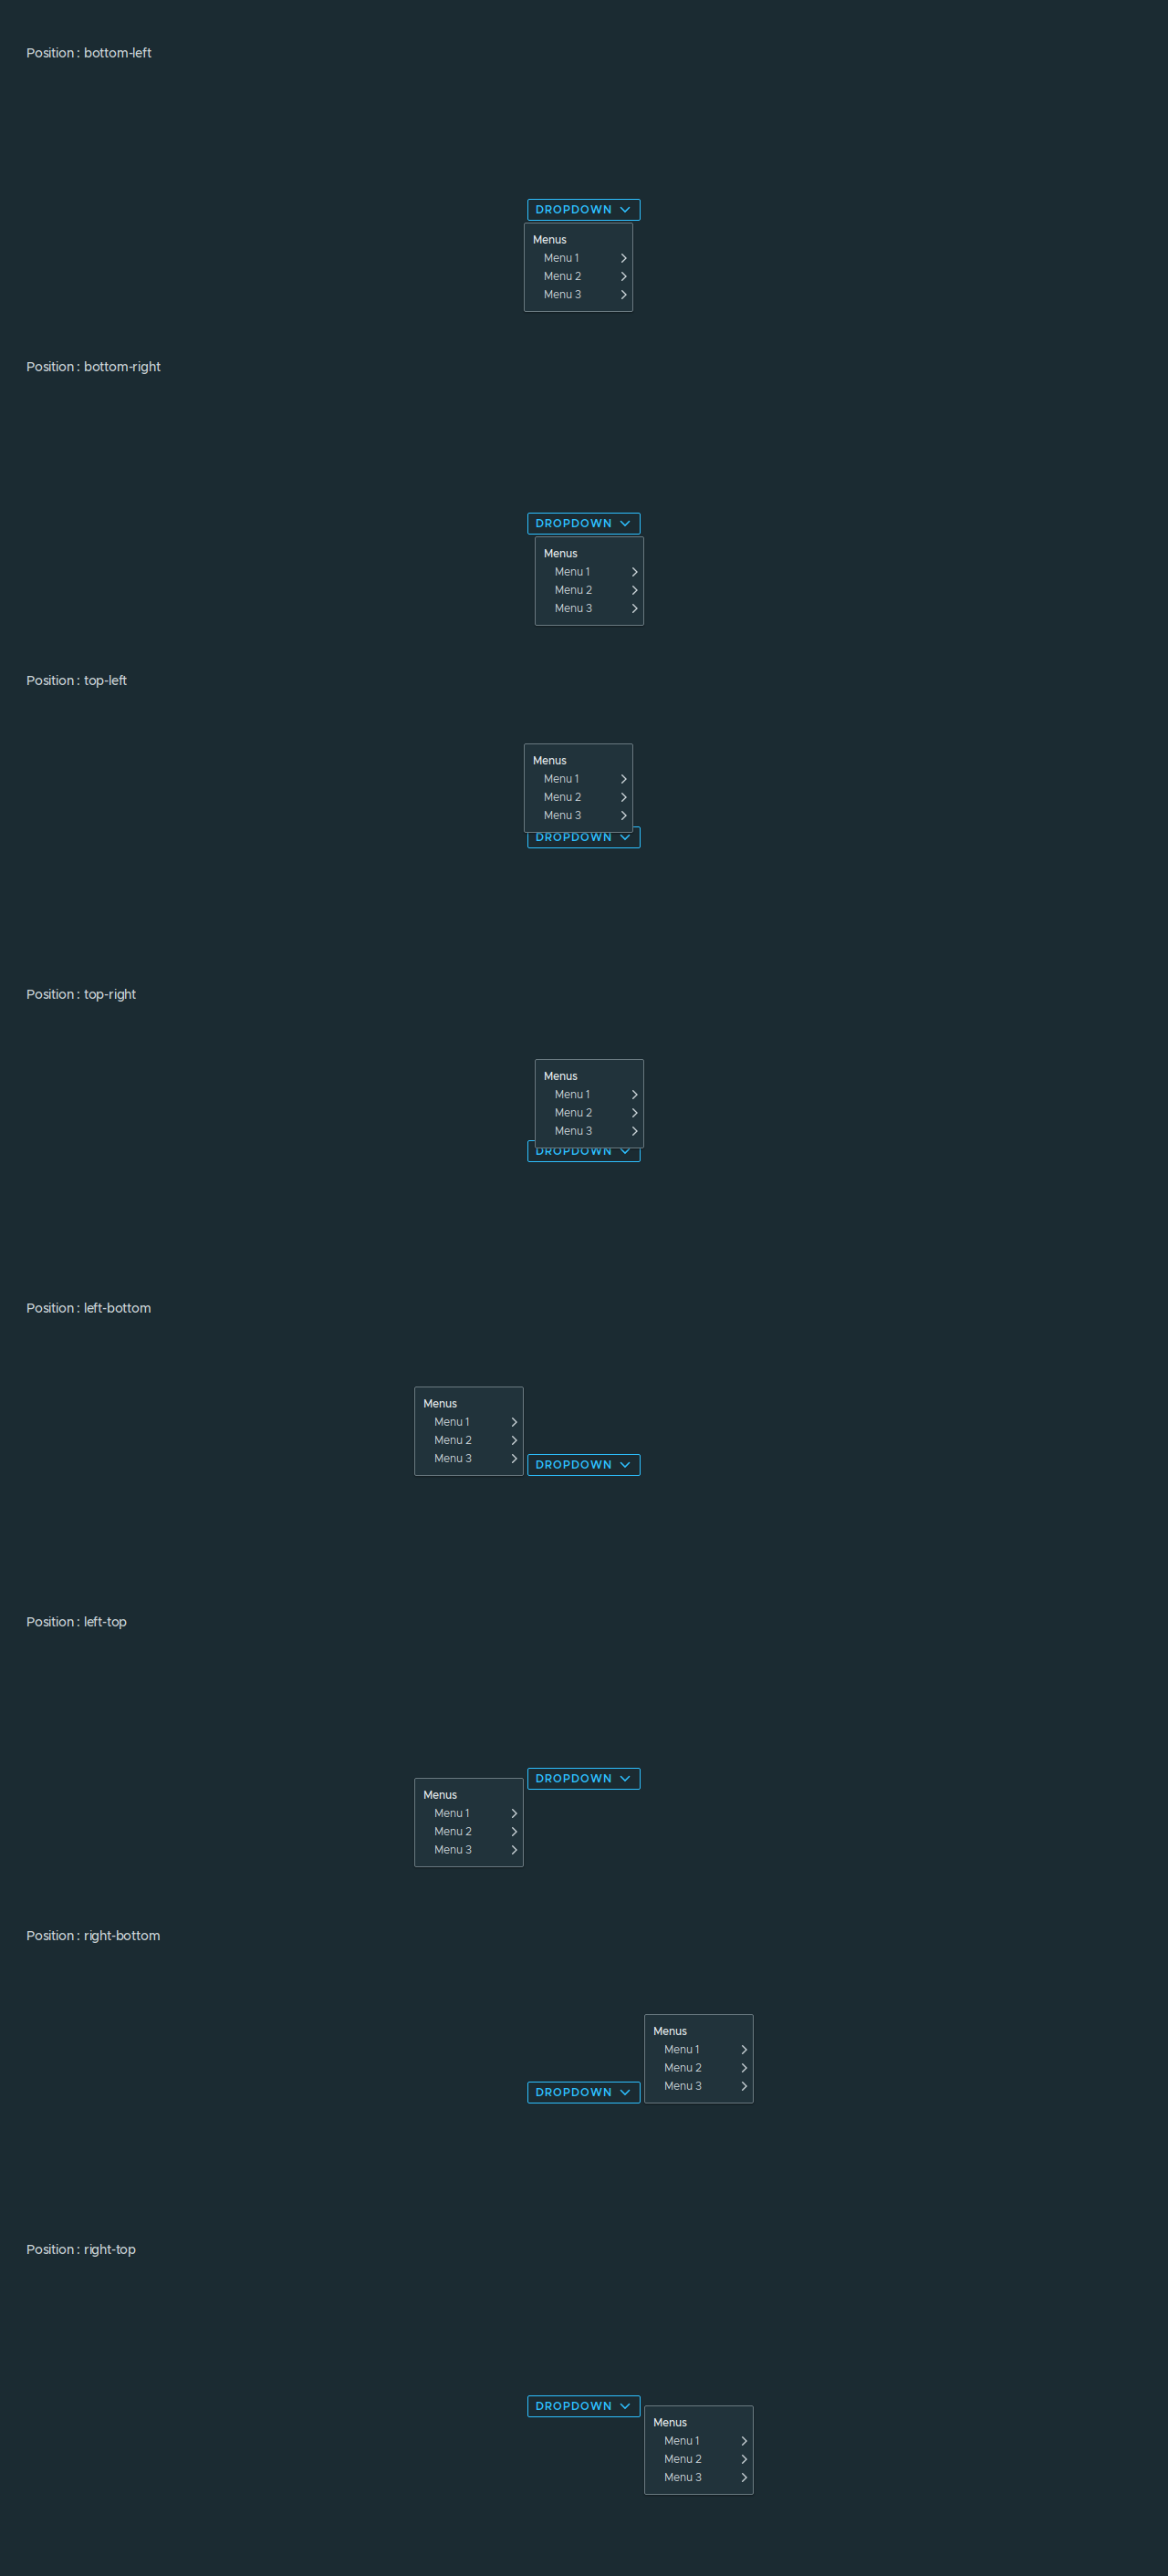 Position : bottom-left
DROPDOWN
Menus
Menu 1
Menu 2
Menu 3
Position : bottom-right
DROPDOWN
Menus
Menu 1
Menu 2
Menu 3
Position : top-left
Menus
Menu 1
Menu 2
Menu 3
DROPDOWN
Position : top-right
Menus
Menu 1
Menu 2
Menu 3
DROPDOWN
Position : left-bottom
Menus
Menu 1
Menu 2
Menu 3
DROPDOWN
Position : left-top
DROPDOWN
Menus
Menu 1
Menu 2
Menu 3
Position : right-bottom
Menus
Menu 1
Menu 2
Menu 3
DROPDOWN
Position : right-top
DROPDOWN
Menus
Menu 1
Menu 2
Menu 3